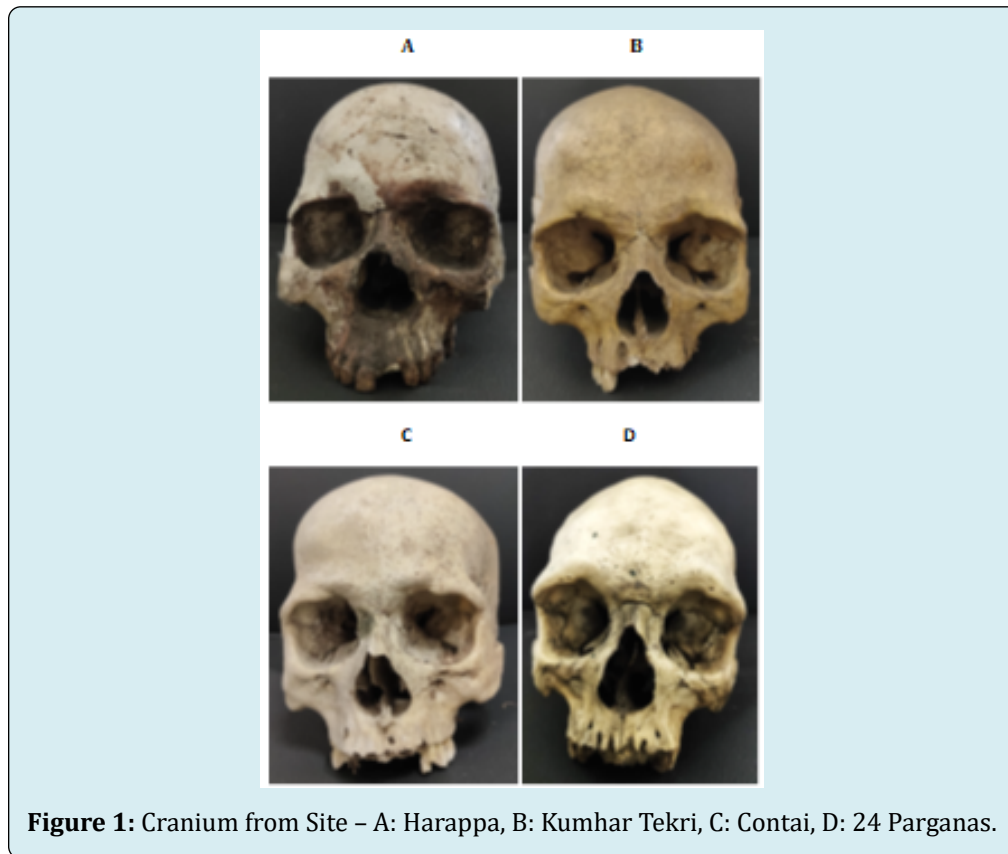 A B
C D
Figure 1: Cranium from Site – A: Harappa, B: Kumhar Tekri, C: Contai, D: 24 Parganas.